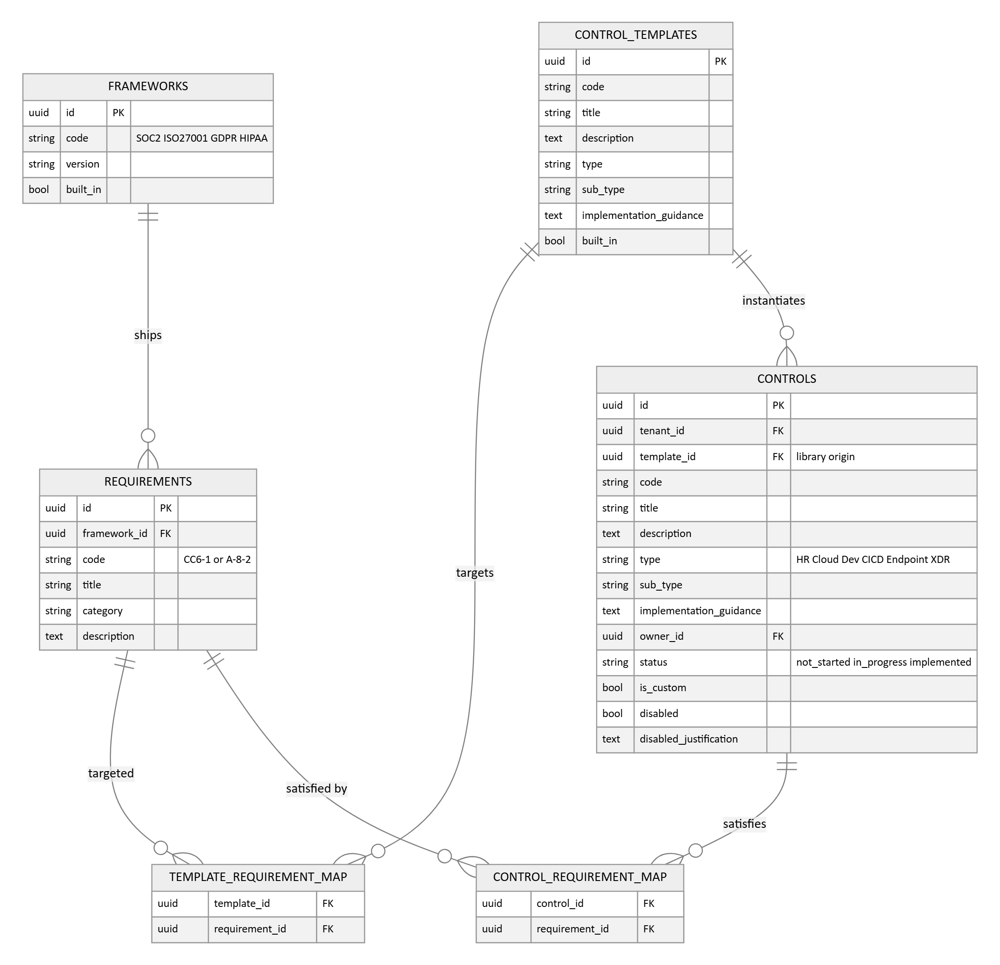 CONTROL_TEMPLATES
uuid id PK
string code
string title
text description
string type
string sub_type
text implementation_guidance
bool built_in
FRAMEWORKS
uuid id PK
string code SOC2 ISO27001 GDPR HIPAA
string version
bool built_in
instantiates
ships
CONTROLS
uuid id PK
uuid tenant_id FK
uuid template_id FK library origin
string code
string title
text description
string type HR Cloud Dev CICD Endpoint XDR
string sub_type
text implementation_guidance
uuid owner_id FK
string status not_started in_progress implemented
bool is_custom
bool disabled
text disabled_justification
REQUIREMENTS
uuid id PK
uuid framework_id FK
string code CC6-1 or A-8-2
string title
string category
text description
targets
targeted
satisfied by
satisfies
TEMPLATE_REQUIREMENT_MAP
uuid template_id FK
uuid requirement_id FK
CONTROL_REQUIREMENT_MAP
uuid control_id FK
uuid requirement_id FK